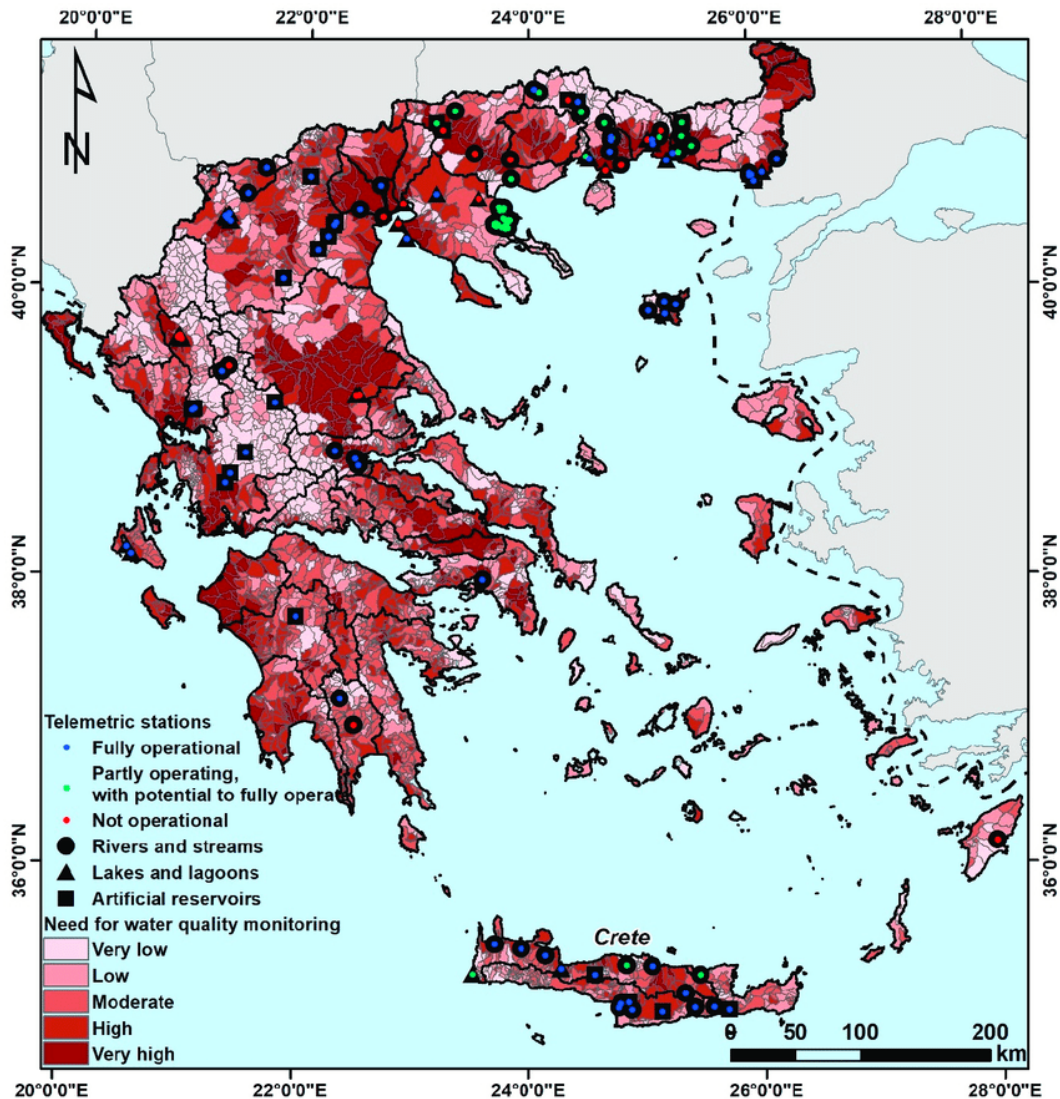 20°0'0"E 22°0'0"E 24°0'0"E 26°0'0"E 28°0'0"E
N
40°0'0"N 40°0'0"N
38°0'0"N 38°0'0"N
36°0'0"N 36°0'0"N
Telemetric stations
Fully operational
Partly operating,
with potential to fully operate
Not operational
Rivers and streams
Lakes and lagoons
Artificial reservoirs
Need for water quality monitoring
Very low
Low
Moderate
High
Very high
Crete
0 50 100 200
km
20°0'0"E 22°0'0"E 24°0'0"E 26°0'0"E 28°0'0"E